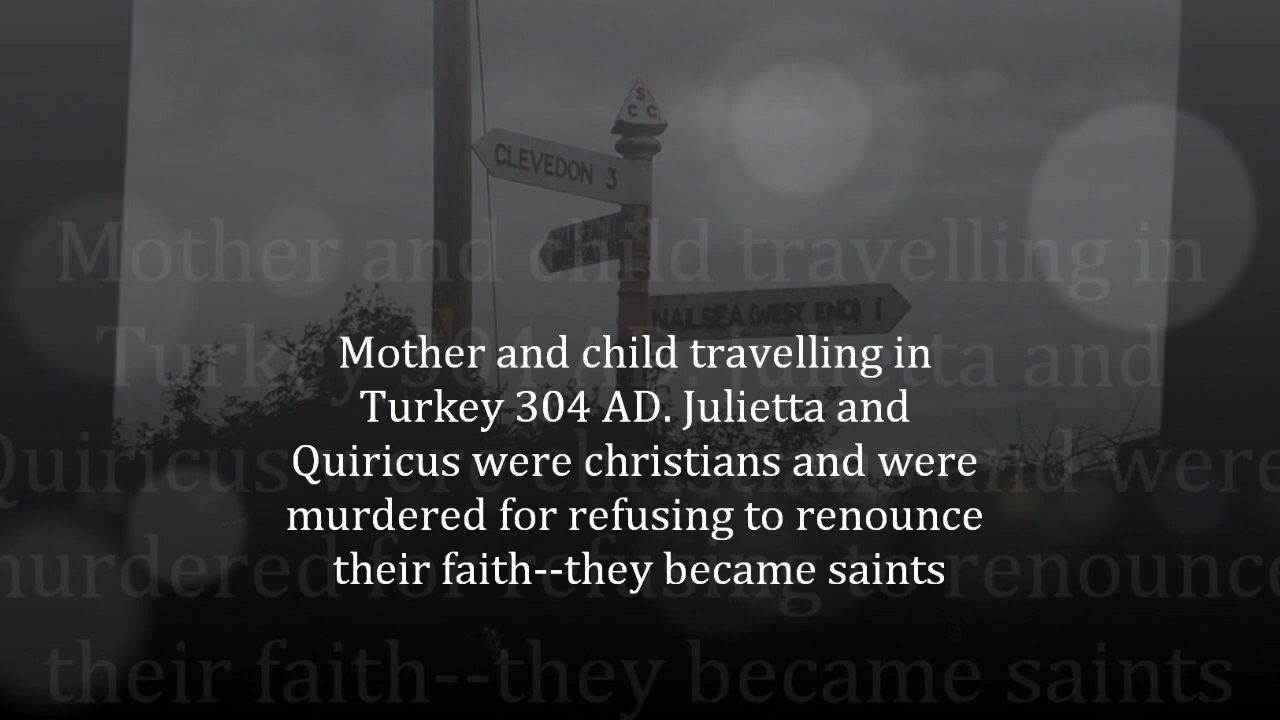 S
C C
CLEVEDON 3
NAILSEA
NAILSEA (WEST END) 1
Mother and child travelling in
Turkey 304 AD. Julietta and
Quiricus were christians and were
murdered for refusing to renounce
their faith--they became saints